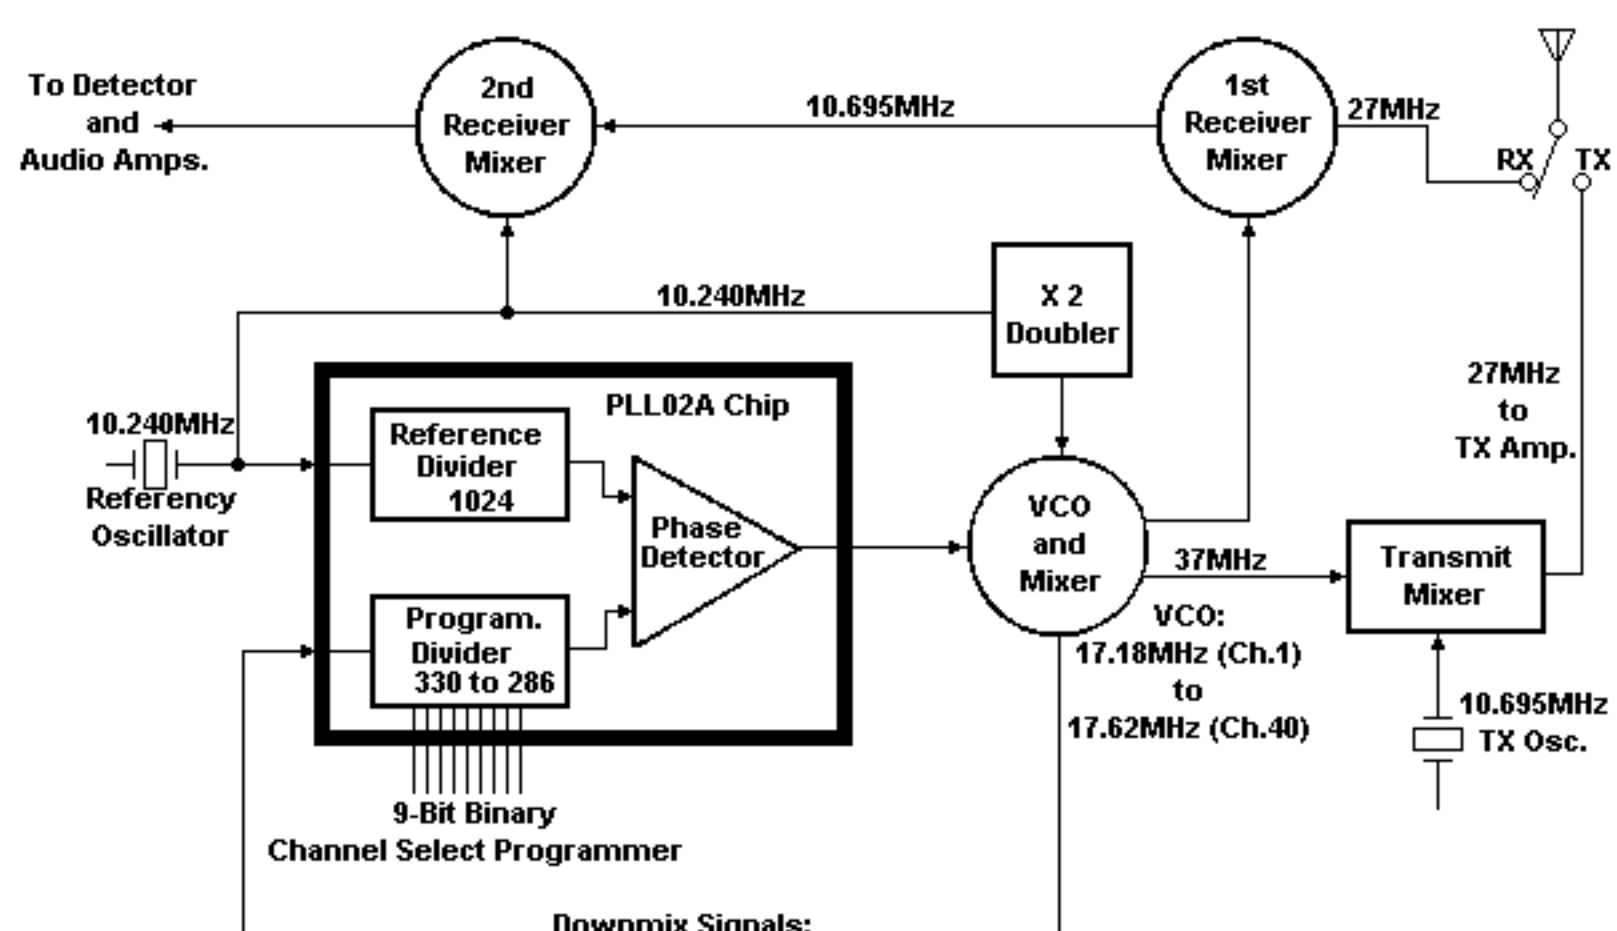 To Detector
and
Audio Amps.
2nd
Receiver
Mixer
10.695MHz
1st
Receiver
Mixer
27MHz
RX
TX
10.240MHz
X 2
Doubler
27MHz
to
TX Amp.
10.240MHz
Referency
Oscillator
PLL02A Chip
Reference
Divider
1024
Phase
Detector
Program.
Divider
330 to 286
VCO
and
Mixer
37MHz
VCO:
17.18MHz (Ch.1)
to
17.62MHz (Ch.40)
Transmit
Mixer
10.695MHz
TX Osc.
9-Bit Binary
Channel Select Programmer
Downmix Signals: